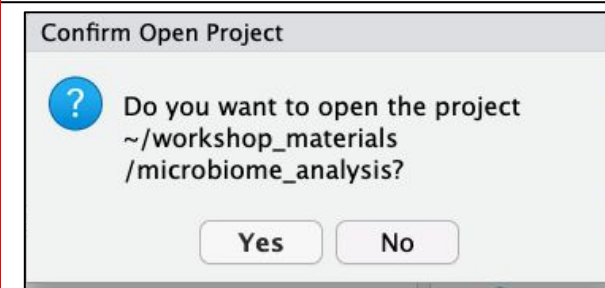 Confirm Open Project
?
Do you want to open the project
~/workshop_materials
/microbiome_analysis?
Yes
No